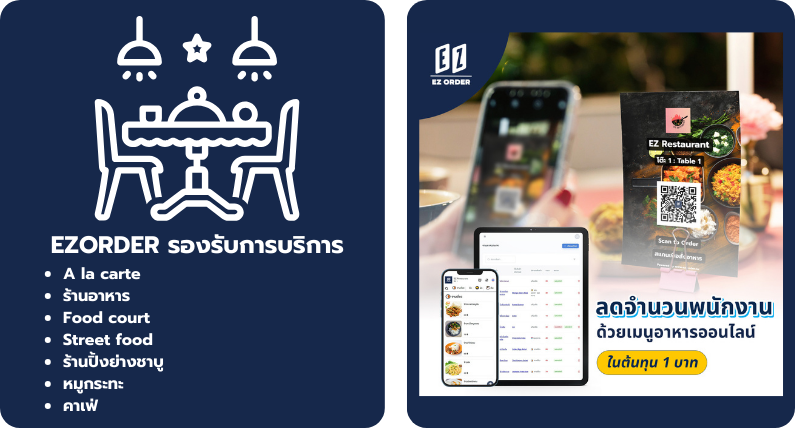 EZORDER รองรับการบริการ
A la carte
ร้านอาหาร
Food court
Street food
ร้านปิ้งย่างชาบู
หมูกระทะ
คาเฟ่
EZ
EZ ORDER
EZ Restaurant
โต๊ะ 1 : Table 1
Scan to Order
สแกนเพื่อสั่งอาหาร
ลดจำนวนพนักงาน
ด้วยเมนูอาหารออนไลน์
ในต้นทุน 1 บาท